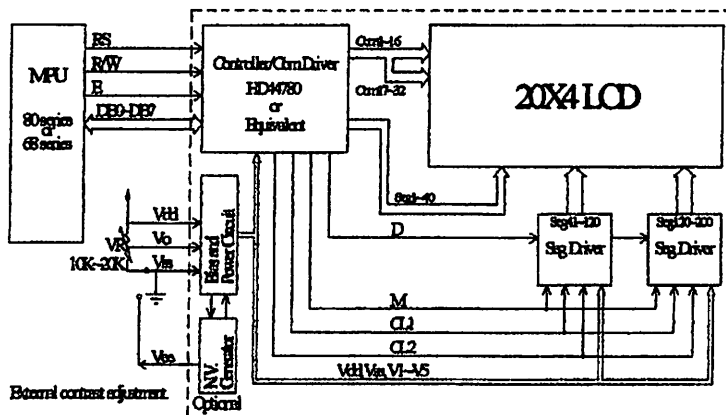 RS
R/W
E
DB0~DB7
MPU
80 series
or
68 series
Controller/Com Driver
HD44780
or
Equivalent
Com1~16
Com17~32
20X4 LCD
Seg1~40
Seg41~120
Seg.Driver
Seg120~200
Seg.Driver
D
Vdd
Vo
Vss
VR
10K~20K
Bias and
Power Circuit
M
CL1
CL2
Vdd,Vss,V1~V5
Vee
N.V.
Generator
Optional
External contrast adjustment.